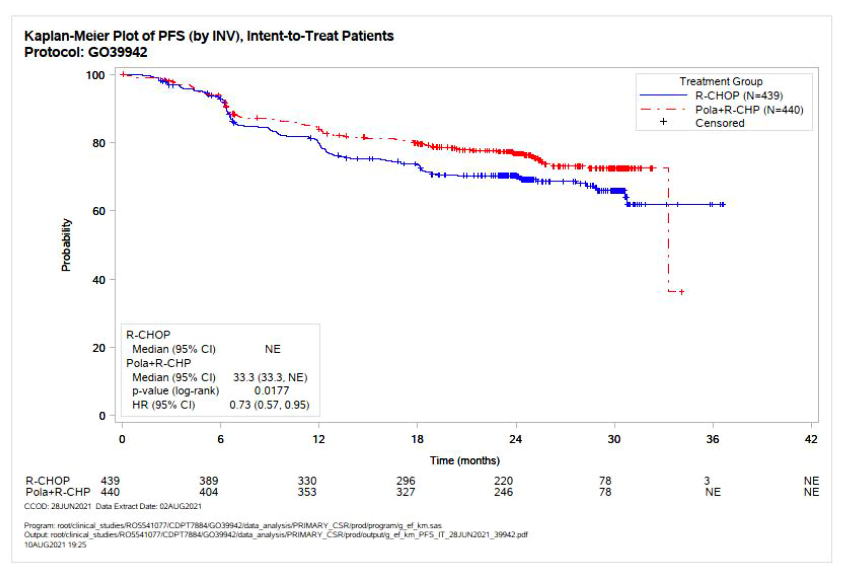 Kaplan-Meier Plot of PFS (by INV), Intent-to-Treat Patients
Protocol: GO39942
100
80
60
40
20
0
Probability
Treatment Group
R-CHOP (N=439)
Pola+R-CHP (N=440)
+ Censored
R-CHOP
Median (95% CI) NE
Pola+R-CHP
Median (95% CI) 33.3 (33.3, NE)
p-value (log-rank) 0.0177
HR (95% CI) 0.73 (0.57, 0.95)
0 6 12 18 24 30 36 42
Time (months)
R-CHOP 439 389 330 296 220 78 3 NE
Pola+R-CHP 440 404 353 327 246 78 NE NE
CCOD: 28JUN2021 Data Extract Date: 02AUG2021
Program: root/clinical_studies/RO5541077/CDPT7884/GO39942/data_analysis/PRIMARY_CSR/prod/program/g_ef_km.sas
Output: root/clinical_studies/RO5541077/CDPT7884/GO39942/data_analysis/PRIMARY_CSR/prod/output/g_ef_km_PFS_IT_28JUN2021_39942.pdf
10AUG2021 19:25